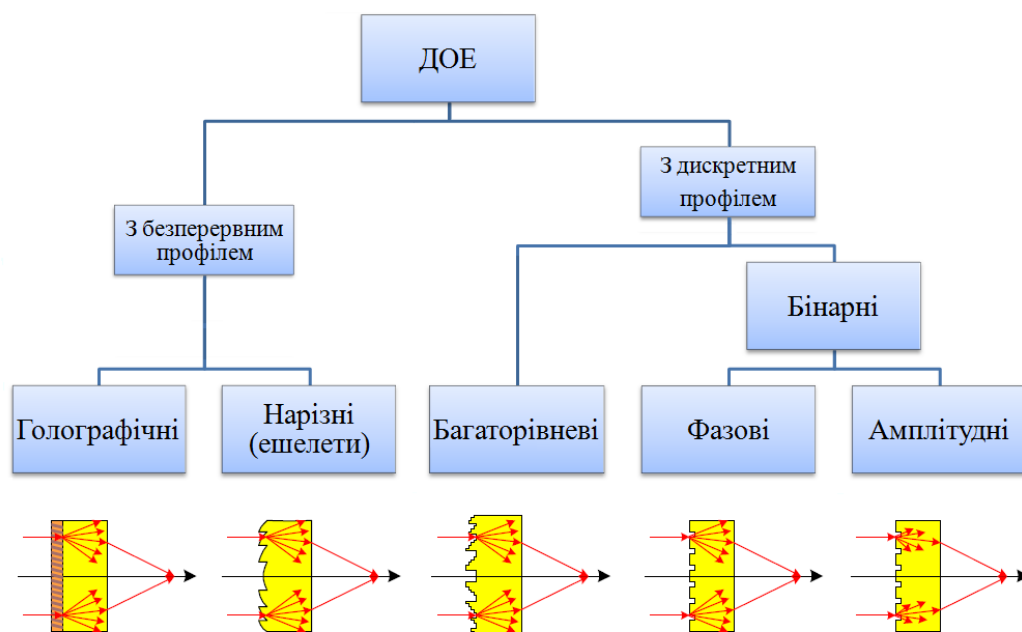 ДОЕ
З дискретним
профілем
З безперервним
профілем
Бінарні
Голографічні
Нарізні
(ешелети)
Багаторівневі
Фазові
Амплітудні